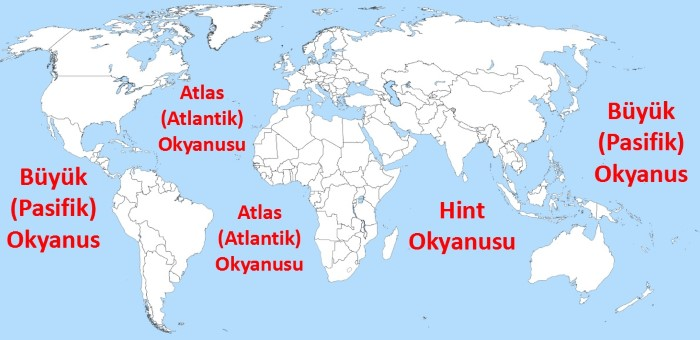 Atlas
(Atlantik)
Okyanusu
Büyük
(Pasifik)
Okyanus
Büyük
(Pasifik)
Okyanus
Atlas
(Atlantik)
Okyanusu
Hint
Okyanusu